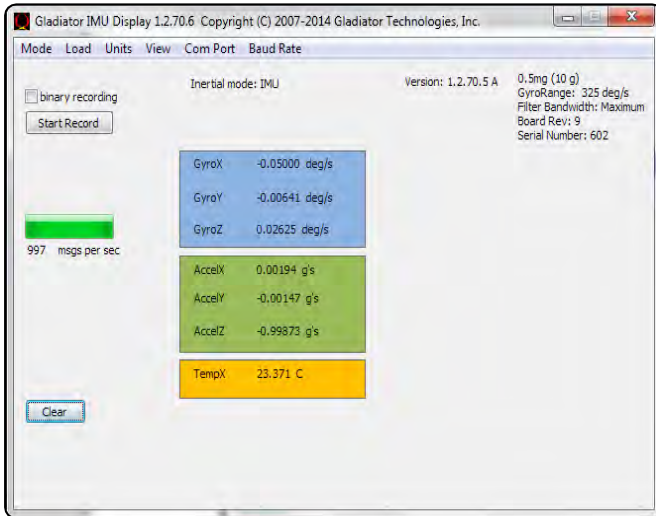 Gladiator IMU Display 1.2.70.6 Copyright (C) 2007-2014 Gladiator Technologies, Inc.
Mode Load Units View Com Port Baud Rate
binary recording
Start Record
Inertial mode: IMU
Version: 1.2.70.5 A
0.5mg (10 g)
GyroRange: 325 deg/s
Filter Bandwidth: Maximum
Board Rev: 9
Serial Number: 602
GyroX -0.05000 deg/s
GyroY -0.00641 deg/s
GyroZ 0.02625 deg/s
997 msgs per sec
AccelX 0.00194 g's
AccelY -0.00147 g's
AccelZ -0.99873 g's
TempX 23.371 C
Clear